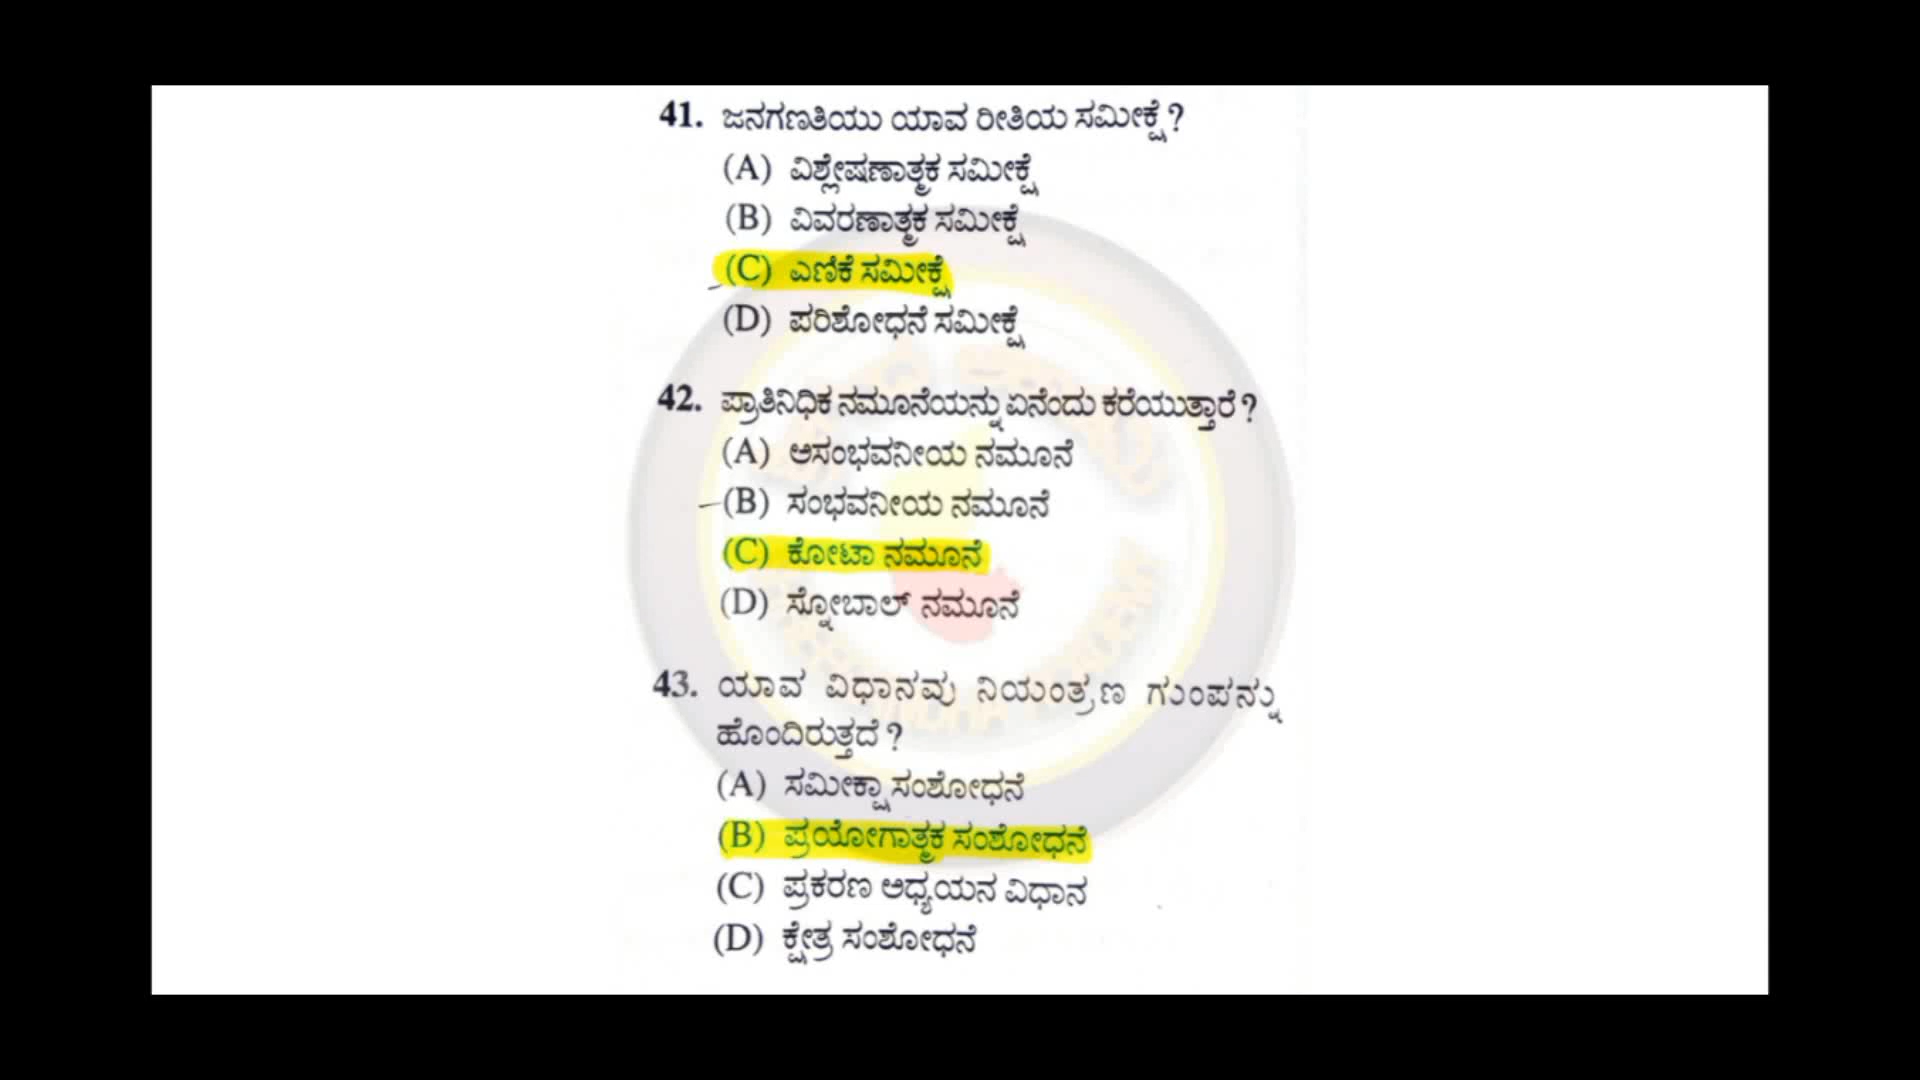 41. ಜನಗಣತಿಯು ಯಾವ ರೀತಿಯ ಸಮೀಕ್ಷೆ ?
(A) ವಿಶ್ಲೇಷಣಾತ್ಮಕ ಸಮೀಕ್ಷೆ
(B) ವಿವರಣಾತ್ಮಕ ಸಮೀಕ್ಷೆ
(C) ಎಣಿಕೆ ಸಮೀಕ್ಷೆ
(D) ಪರಿಶೋಧನೆ ಸಮೀಕ್ಷೆ
42. ಪ್ರಾತಿನಿಧಿಕ ನಮೂನೆಯನ್ನು ಏನೆಂದು ಕರೆಯುತ್ತಾರೆ ?
(A) ಅಸಂಭವನೀಯ ನಮೂನೆ
(B) ಸಂಭವನೀಯ ನಮೂನೆ
(C) ಕೋಟಾ ನಮೂನೆ
(D) ಸ್ನೋಬಾಲ್ ನಮೂನೆ
43. ಯಾವ ವಿಧಾನವು ನಿಯಂತ್ರಣ ಗುಂಪನ್ನು
ಹೊಂದಿರುತ್ತದೆ ?
(A) ಸಮೀಕ್ಷಾ ಸಂಶೋಧನೆ
(B) ಪ್ರಯೋಗಾತ್ಮಕ ಸಂಶೋಧನೆ
(C) ಪ್ರಕರಣ ಅಧ್ಯಯನ ವಿಧಾನ
(D) ಕ್ಷೇತ್ರ ಸಂಶೋಧನೆ